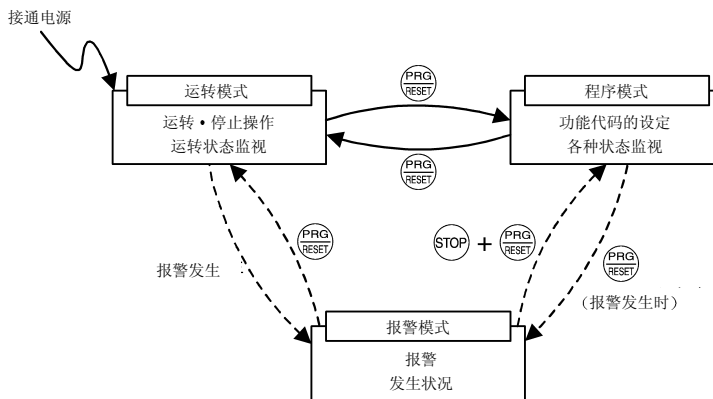 接通电源
运转模式
运转・停止操作
运转状态监视
PRG
RESET
程序模式
功能代码的设定
各种状态监视
PRG
RESET
PRG
RESET
STOP + PRG
RESET
PRG
RESET
报警发生
（报警发生时）
报警模式
报警
发生状况